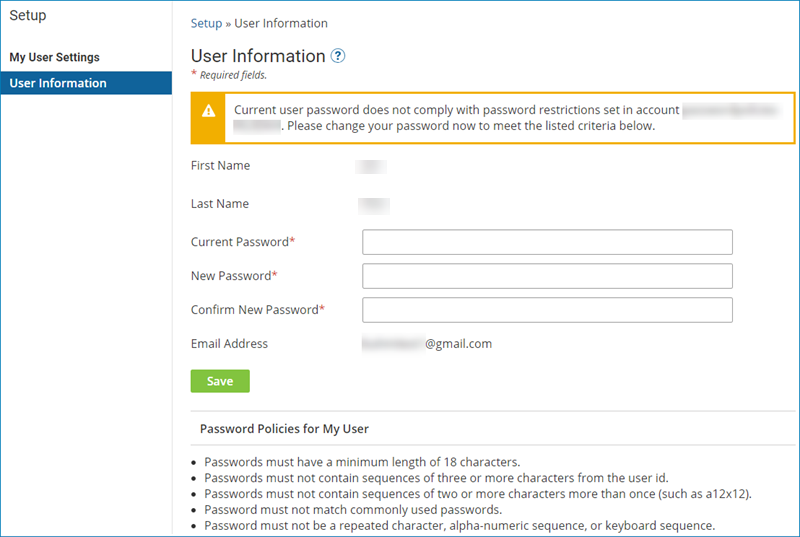 Setup
My User Settings
User Information
Setup » User Information
User Information ?
* Required fields.
Current user password does not comply with password restrictions set in account
. Please change your password now to meet the listed criteria below.
First Name
Last Name
Current Password*
New Password*
Confirm New Password*
Email Address @gmail.com
Save
Password Policies for My User
• Passwords must have a minimum length of 18 characters.
• Passwords must not contain sequences of three or more characters from the user id.
• Passwords must not contain sequences of two or more characters more than once (such as a12x12).
• Password must not match commonly used passwords.
• Password must not be a repeated character, alpha-numeric sequence, or keyboard sequence.